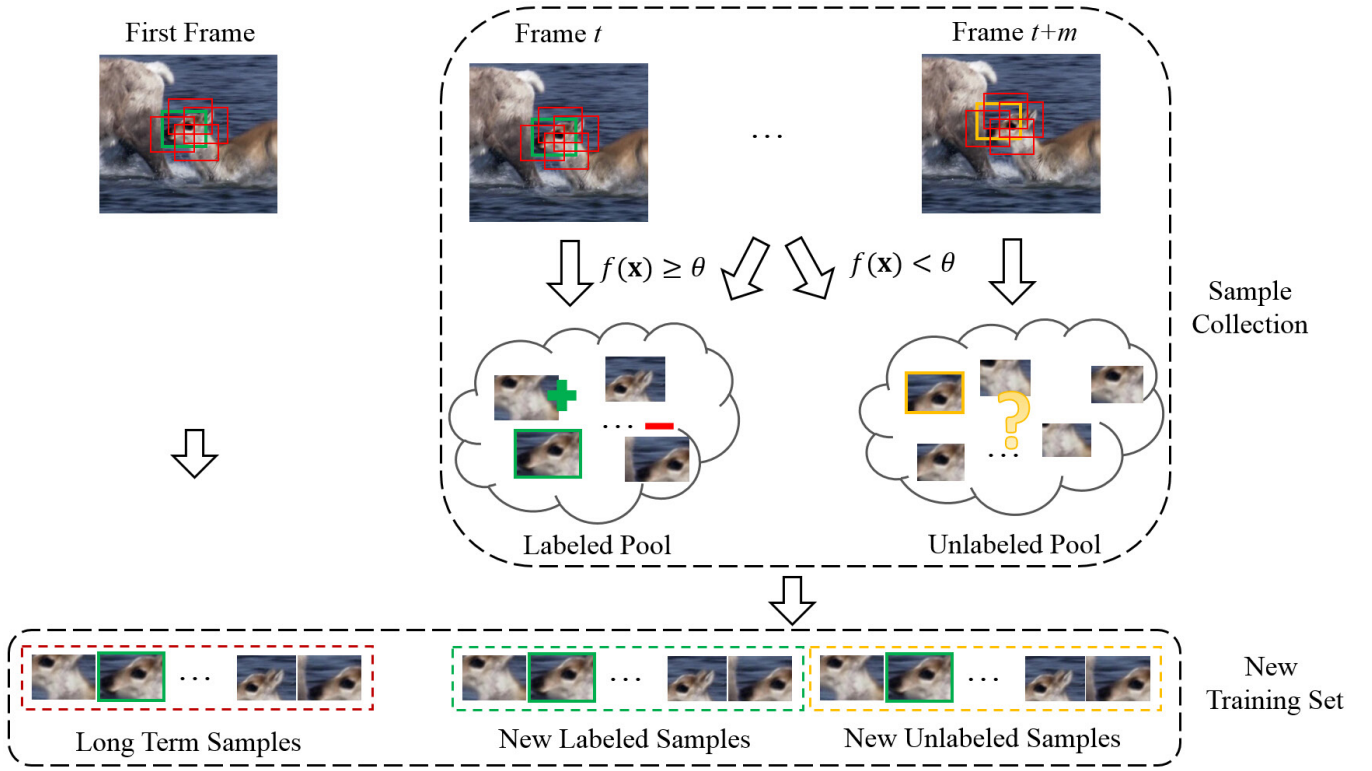 First Frame
Frame t
Frame t+m
...
f(x) ≥ θ
f(x) < θ
Sample
Collection
...
?
...
Labeled Pool
Unlabeled Pool
...
...
...
New
Training Set
Long Term Samples
New Labeled Samples
New Unlabeled Samples